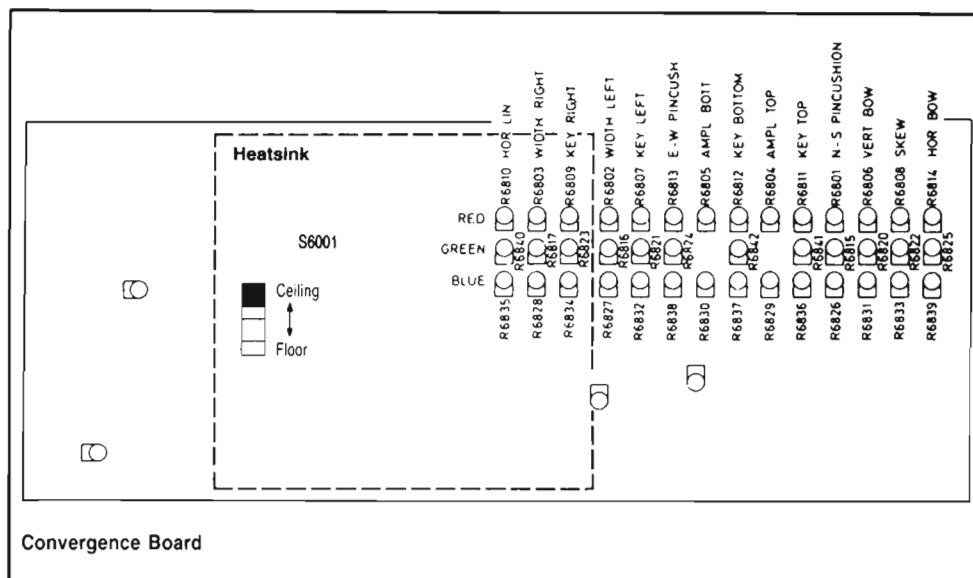 R6810 HOR LIN
R6803 WIDTH RIGHT
R6809 KEY RIGHT
R6802 WIDTH LEFT
R6807 KEY LEFT
R6813 E-W PINCUSH
R6805 AMPL BOTT
R6812 KEY BOTTOM
R6804 AMPL TOP
R6811 KEY TOP
R6801 N-S PINCUSHION
R6806 VERT BOW
R6808 SKEW
R6814 HOR BOW
Heatsink
RED
S6001
GREEN
R6840
R6817
R6823
R6816
R6821
R6824
R6842
R6841
R6815
R6820
R6822
R6825
BLUE
Ceiling
Floor
R6835
R6828
R6834
R6827
R6832
R6838
R6830
R6837
R6829
R6836
R6826
R6831
R6833
R6839
Convergence Board